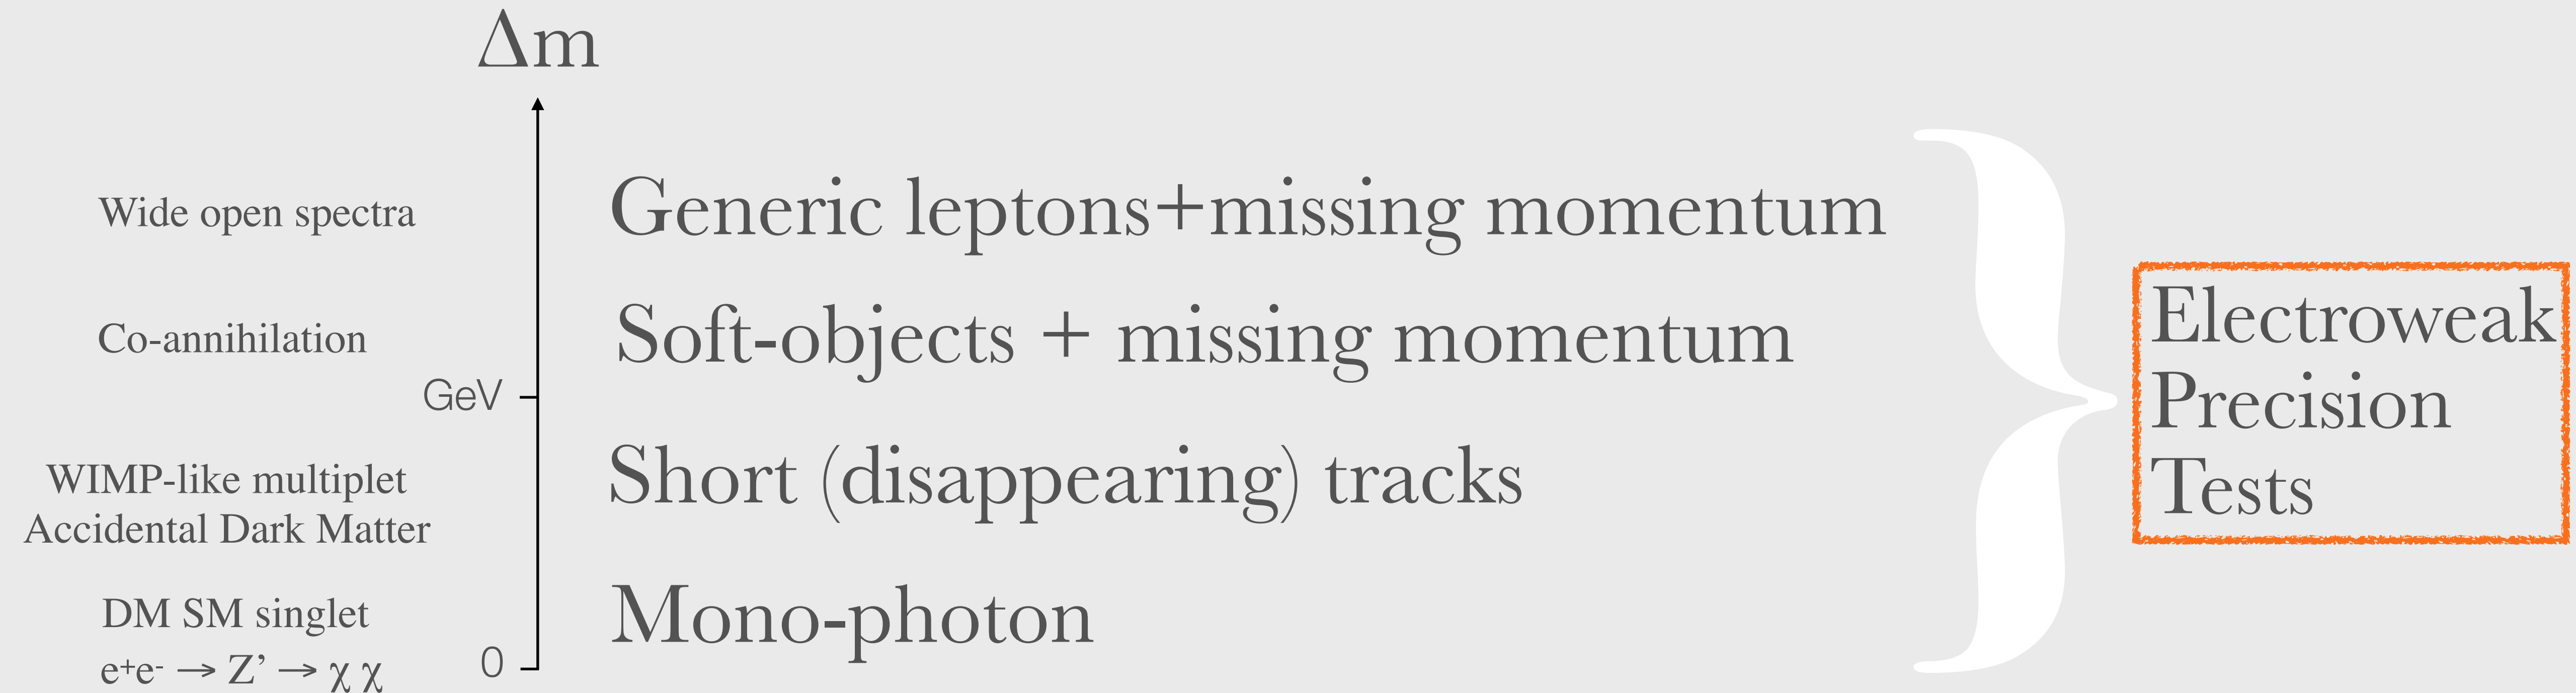 Δm
Wide open spectra
Generic leptons+missing momentum
Co-annihilation
Soft-objects + missing momentum
GeV
WIMP-like multiplet
Accidental Dark Matter
Short (disappearing) tracks
DM SM singlet
e⁺e⁻ → Z’ → χ χ
Mono-photon
0
Electroweak
Precision
Tests